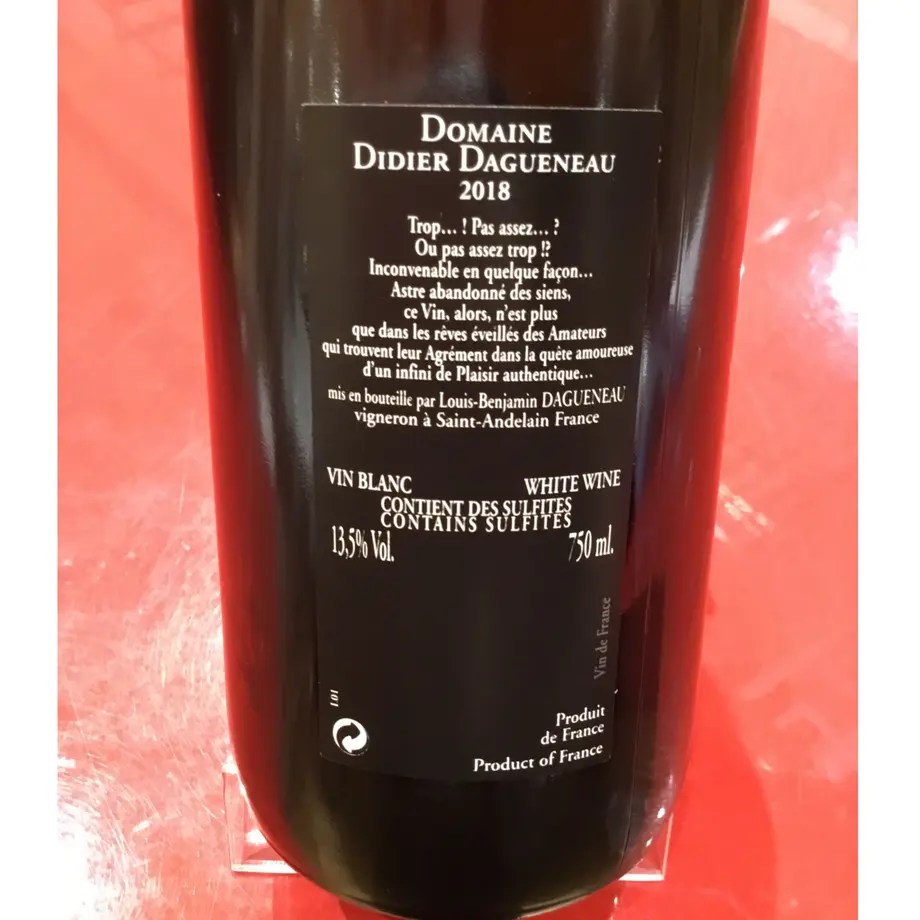 DOMAINE
DIDIER DAGUENEAU
2018
Trop... ! Pas assez... ?
Ou pas assez trop !?
Inconvenable en quelque façon...
Astre abandonné des siens,
ce Vin, alors, n'est plus
que dans les rêves éveillés des Amateurs
qui trouvent leur Agrément dans la quête amoureuse
d'un infini de Plaisir authentique...
mis en bouteille par Louis-Benjamin DAGUENEAU
vigneron à Saint-Andelain France
VIN BLANC WHITE WINE
CONTIENT DES SULFITES
CONTAINS SULFITES
13,5% Vol. 750 ml.
Vin de France
L01
Produit
de France
Product of France